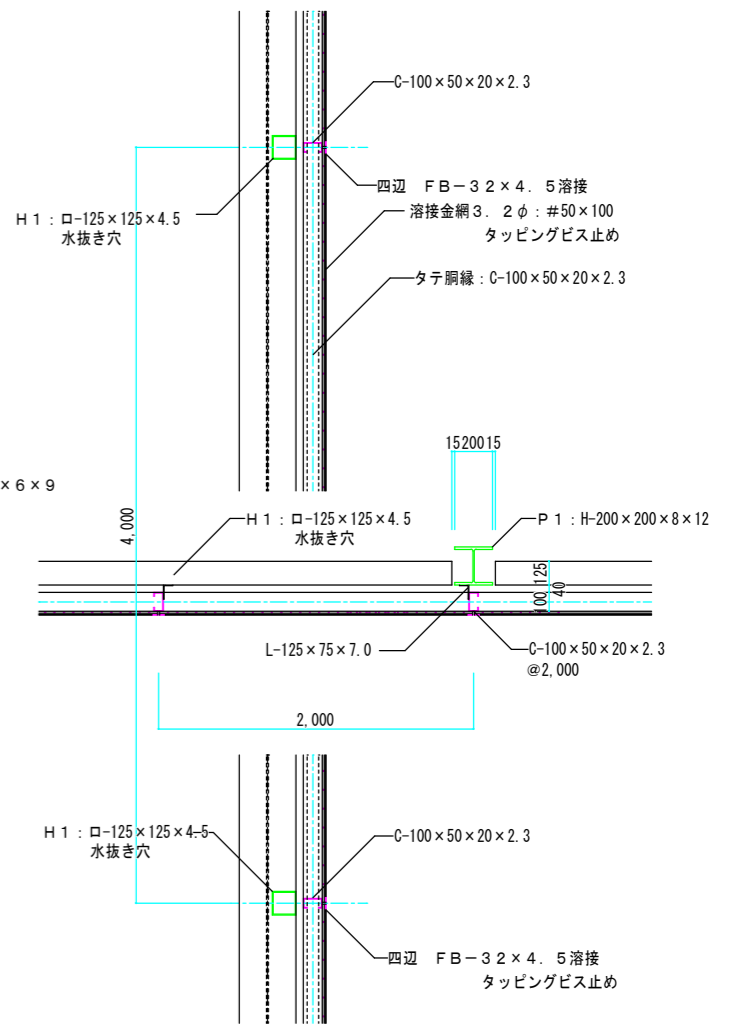 C-100×50×20×2.3
四辺　ＦＢ－３２×４．５溶接
溶接金網３．２φ：#50×100
タッピングビス止め
Ｈ１：ロ-125×125×4.5
水抜き穴
タテ胴縁：C-100×50×20×2.3
1520015
×６×９
4,000
Ｈ１：ロ-125×125×4.5
水抜き穴
Ｐ１：H-200×200×8×12
125
100
40
L-125×75×7.0
C-100×50×20×2.3
@2,000
2,000
Ｈ１：ロ-125×125×4.5
水抜き穴
C-100×50×20×2.3
四辺　ＦＢ－３２×４．５溶接
タッピングビス止め